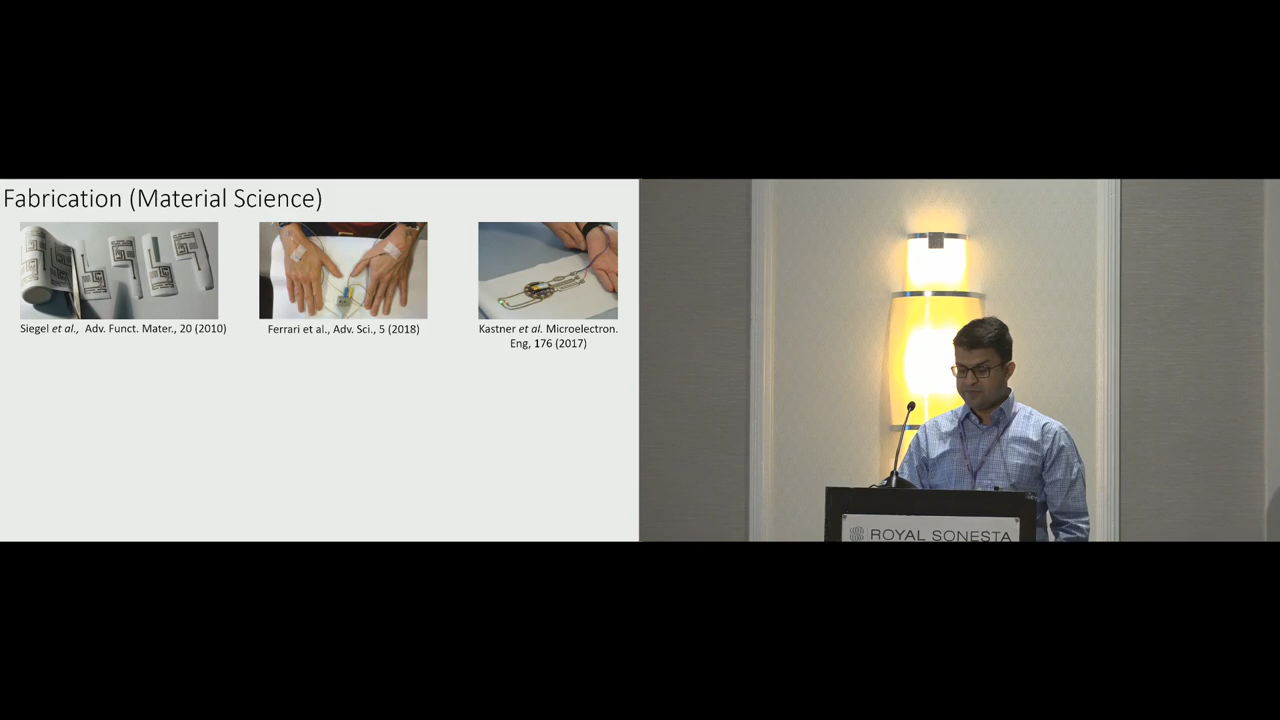 Fabrication (Material Science)
Siegel et al., Adv. Funct. Mater., 20 (2010)
Ferrari et al., Adv. Sci., 5 (2018)
Kastner et al. Microelectron.
Eng, 176 (2017)
ROYAL SONESTA